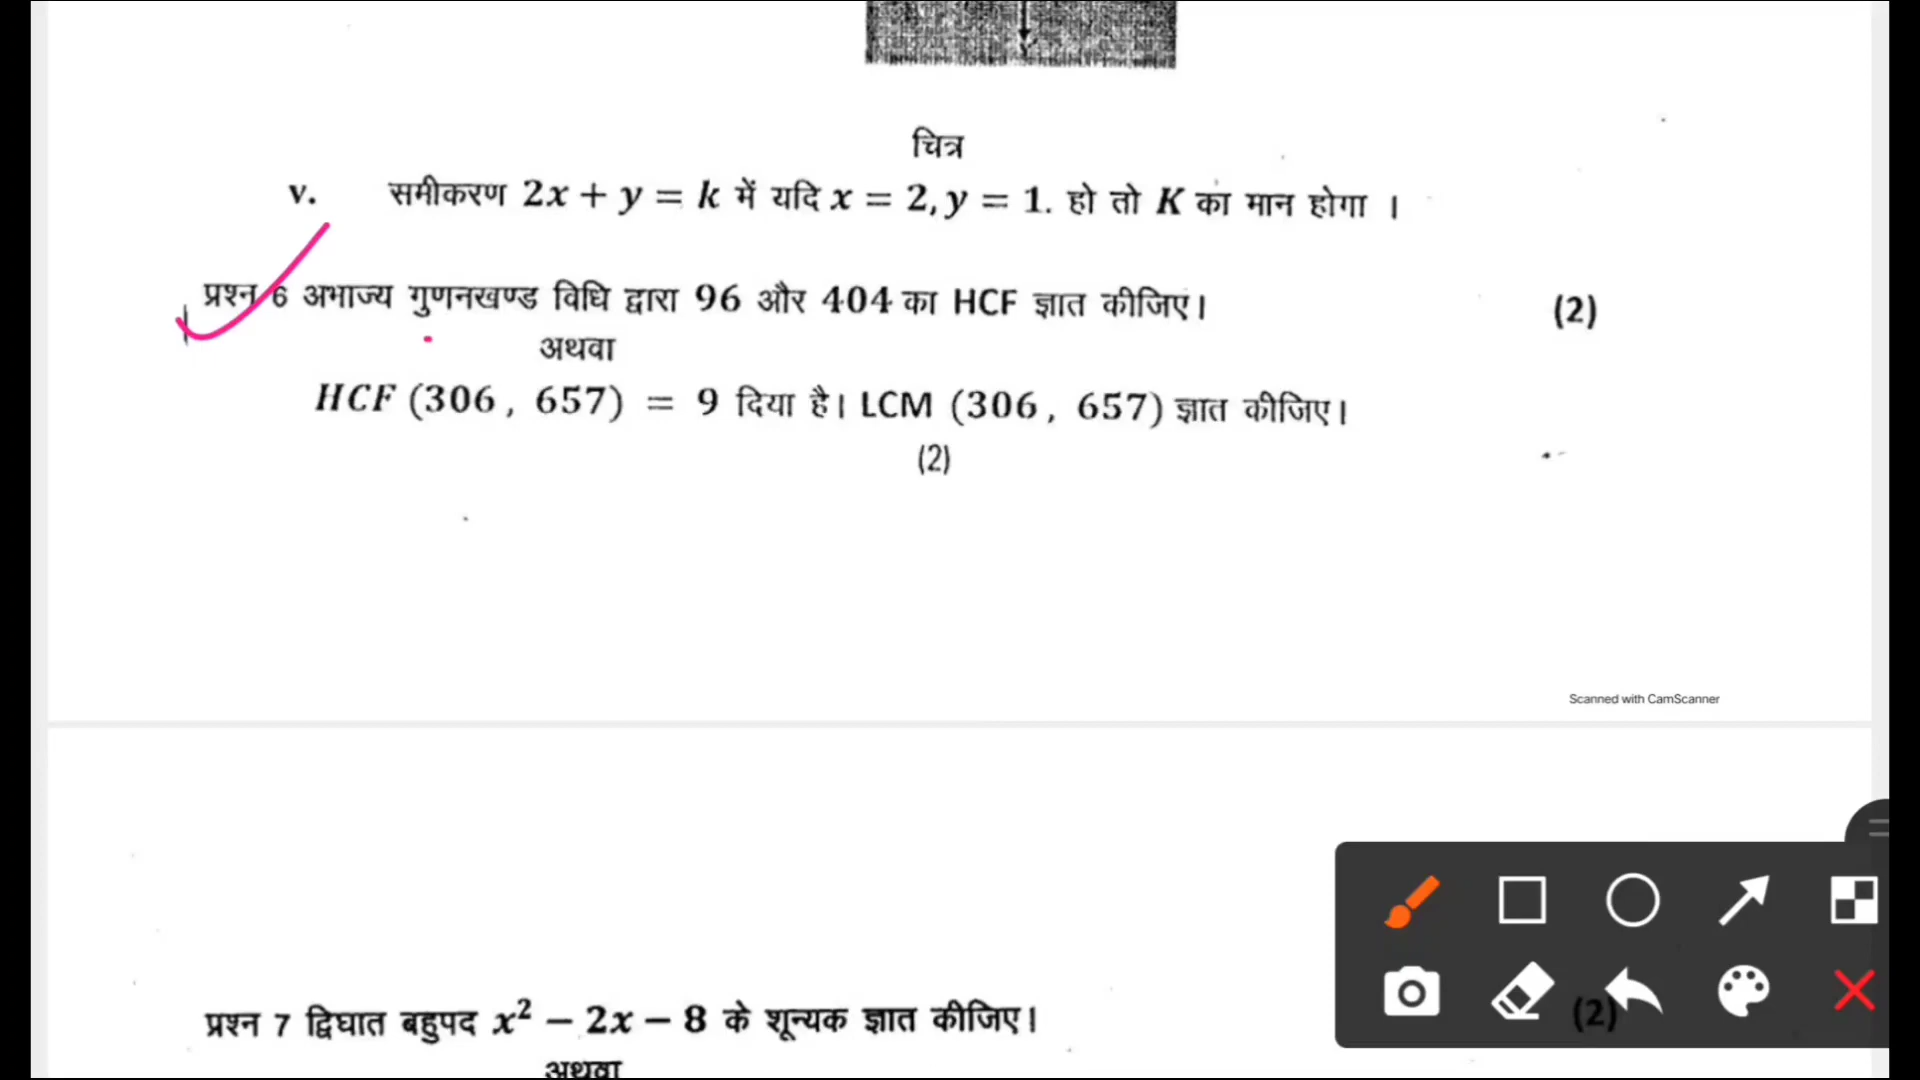 चित्र
v. समीकरण 2x + y = k में यदि x = 2, y = 1. हो तो K का मान होगा ।
प्रश्न 6 अभाज्य गुणनखण्ड विधि द्वारा 96 और 404 का HCF ज्ञात कीजिए। (2)
अथवा
HCF (306, 657) = 9 दिया है। LCM (306, 657) ज्ञात कीजिए।
(2)
Scanned with CamScanner
प्रश्न 7 द्विघात बहुपद x² − 2x − 8 के शून्यक ज्ञात कीजिए। (2)
अथवा